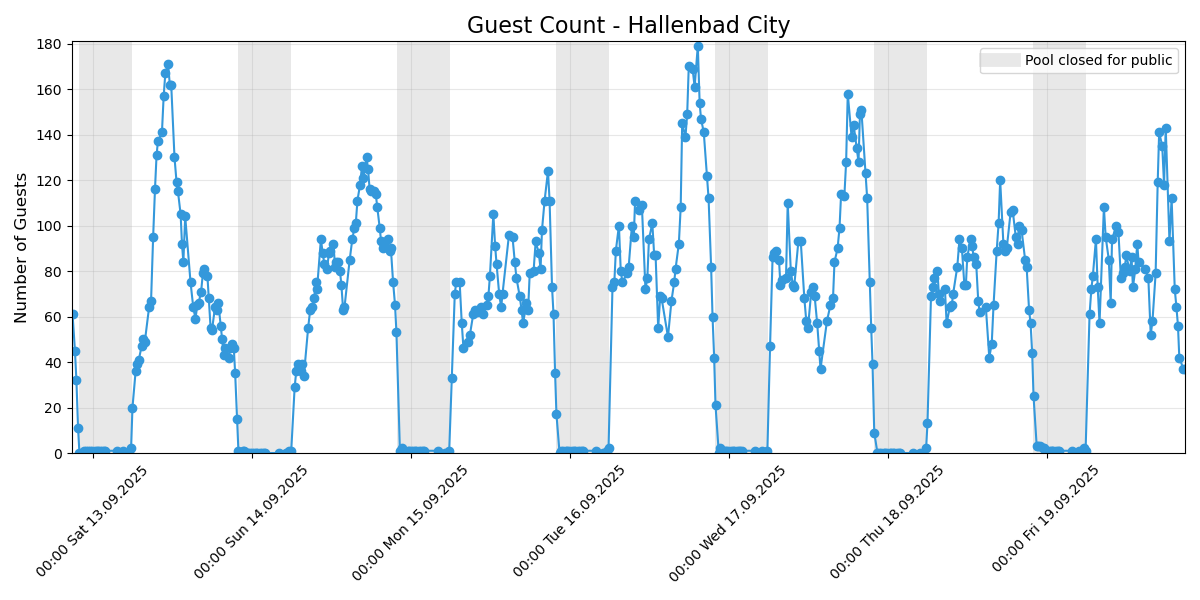 Guest Count - Hallenbad City
Pool closed for public
Number of Guests
180
160
140
120
100
80
60
40
20
0
00:00 Sat 13.09.2025
00:00 Sun 14.09.2025
00:00 Mon 15.09.2025
00:00 Tue 16.09.2025
00:00 Wed 17.09.2025
00:00 Thu 18.09.2025
00:00 Fri 19.09.2025